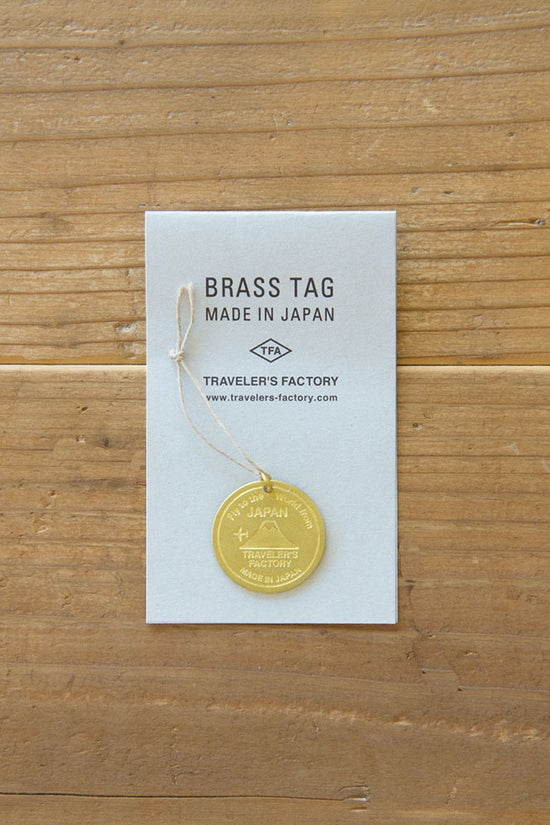 BRASS TAG
MADE IN JAPAN
TFA
TRAVELER'S FACTORY
www.travelers-factory.com
Fly to the World from
JAPAN
TRAVELER'S
FACTORY
MADE IN JAPAN